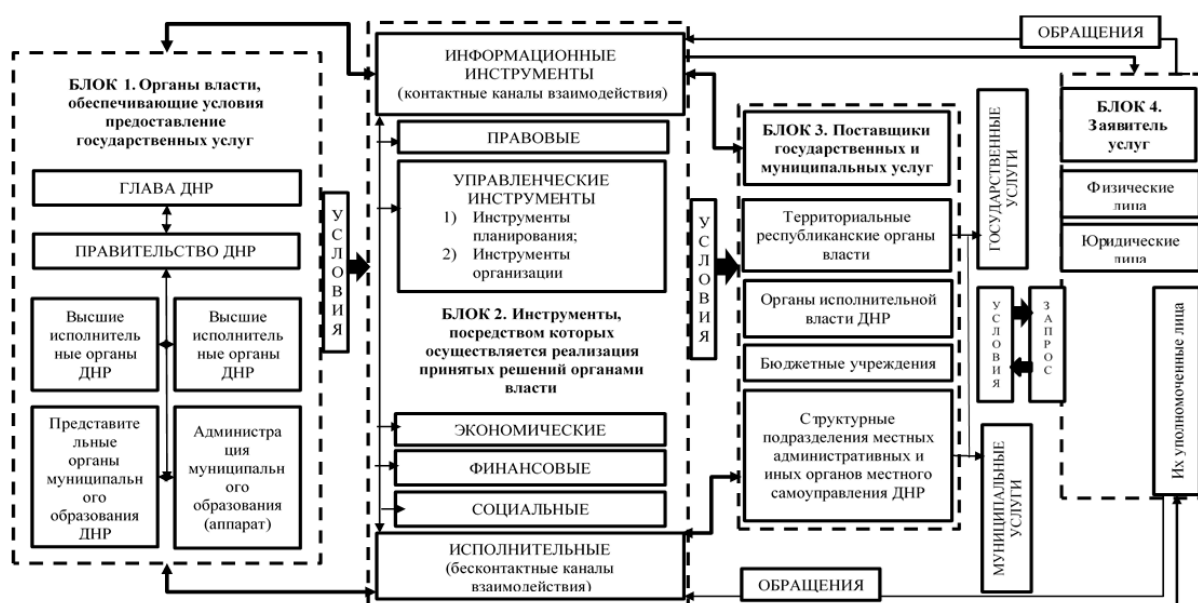 ОБРАЩЕНИЯ
БЛОК 1. Органы власти,
обеспечивающие условия
предоставление
государственных услуг
ГЛАВА ДНР
ПРАВИТЕЛЬСТВО ДНР
Высшие
исполнитель
ные органы
ДНР
Высшие
исполнитель
ные органы
ДНР
Представите
льные
органы
муниципальн
ого
образования
ДНР
Администра
ция
муниципальн
ого
образования
(аппарат)
УСЛОВИЯ
ИНФОРМАЦИОННЫЕ
ИНСТРУМЕНТЫ
(контактные каналы взаимодействия)
ПРАВОВЫЕ
УПРАВЛЕНЧЕСКИЕ
ИНСТРУМЕНТЫ
1) Инструменты
планирования;
2) Инструменты
организации
БЛОК 2. Инструменты,
посредством которых
осуществляется реализация
принятых решений органами
власти
ЭКОНОМИЧЕСКИЕ
ФИНАНСОВЫЕ
СОЦИАЛЬНЫЕ
ИСПОЛНИТЕЛЬНЫЕ
(бесконтактные каналы
взаимодействия)
УСЛОВИЯ
БЛОК 3. Поставщики
государственных и
муниципальных услуг
Территориальные
республиканские органы
власти
Органы исполнительной
власти ДНР
Бюджетные учреждения
Структурные
подразделения местных
административных и
иных органов местного
самоуправления ДНР
ГОСУДАРСТВЕННЫЕ
УСЛУГИ
УСЛОВИЯ
ЗАПРОС
МУНИЦИПАЛЬНЫЕ
УСЛУГИ
БЛОК 4.
Заявитель
услуг
Физические
лица
Юридические
лица
Их уполномоченные лица
ОБРАЩЕНИЯ